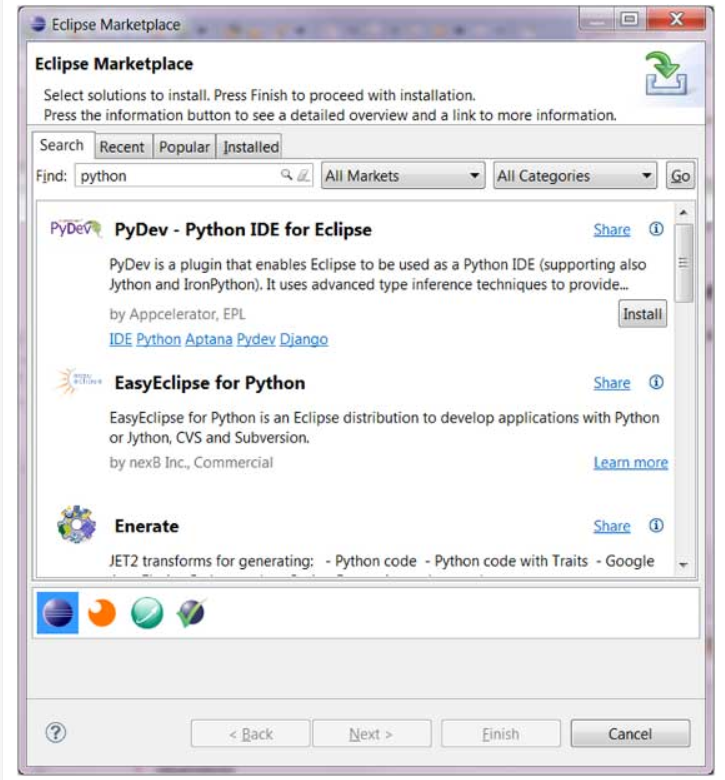 Eclipse Marketplace
Eclipse Marketplace
Select solutions to install. Press Finish to proceed with installation.
Press the information button to see a detailed overview and a link to more information.
Search Recent Popular Installed
Find: python All Markets All Categories Go
PyDev PyDev - Python IDE for Eclipse Share
PyDev is a plugin that enables Eclipse to be used as a Python IDE (supporting also
Jython and IronPython). It uses advanced type inference techniques to provide...
by Appcelerator, EPL Install
IDE Python Aptana Pydev Django
EasyEclipse for Python Share
EasyEclipse for Python is an Eclipse distribution to develop applications with Python
or Jython, CVS and Subversion.
by nexB Inc., Commercial Learn more
Enerate Share
JET2 transforms for generating: - Python code - Python code with Traits - Google
< Back Next > Finish Cancel